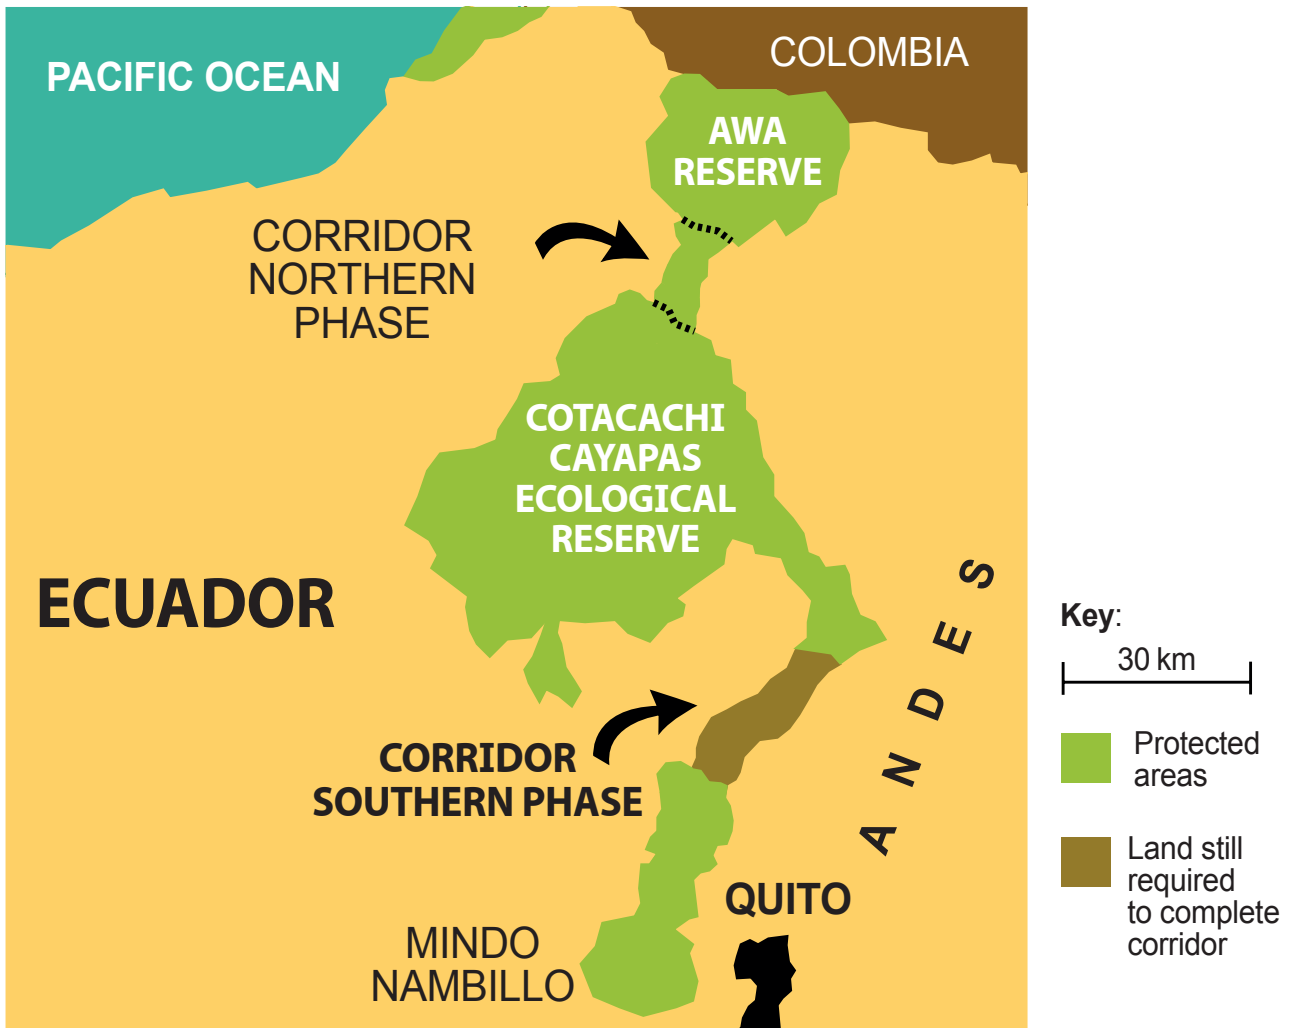 PACIFIC OCEAN
COLOMBIA
AWA
RESERVE
CORRIDOR
NORTHERN
PHASE
COTACACHI
CAYAPAS
ECOLOGICAL
RESERVE
ECUADOR
ANDES
CORRIDOR
SOUTHERN PHASE
QUITO
MINDO
NAMBILLO
Key:
30 km
Protected
areas
Land still
required
to complete
corridor